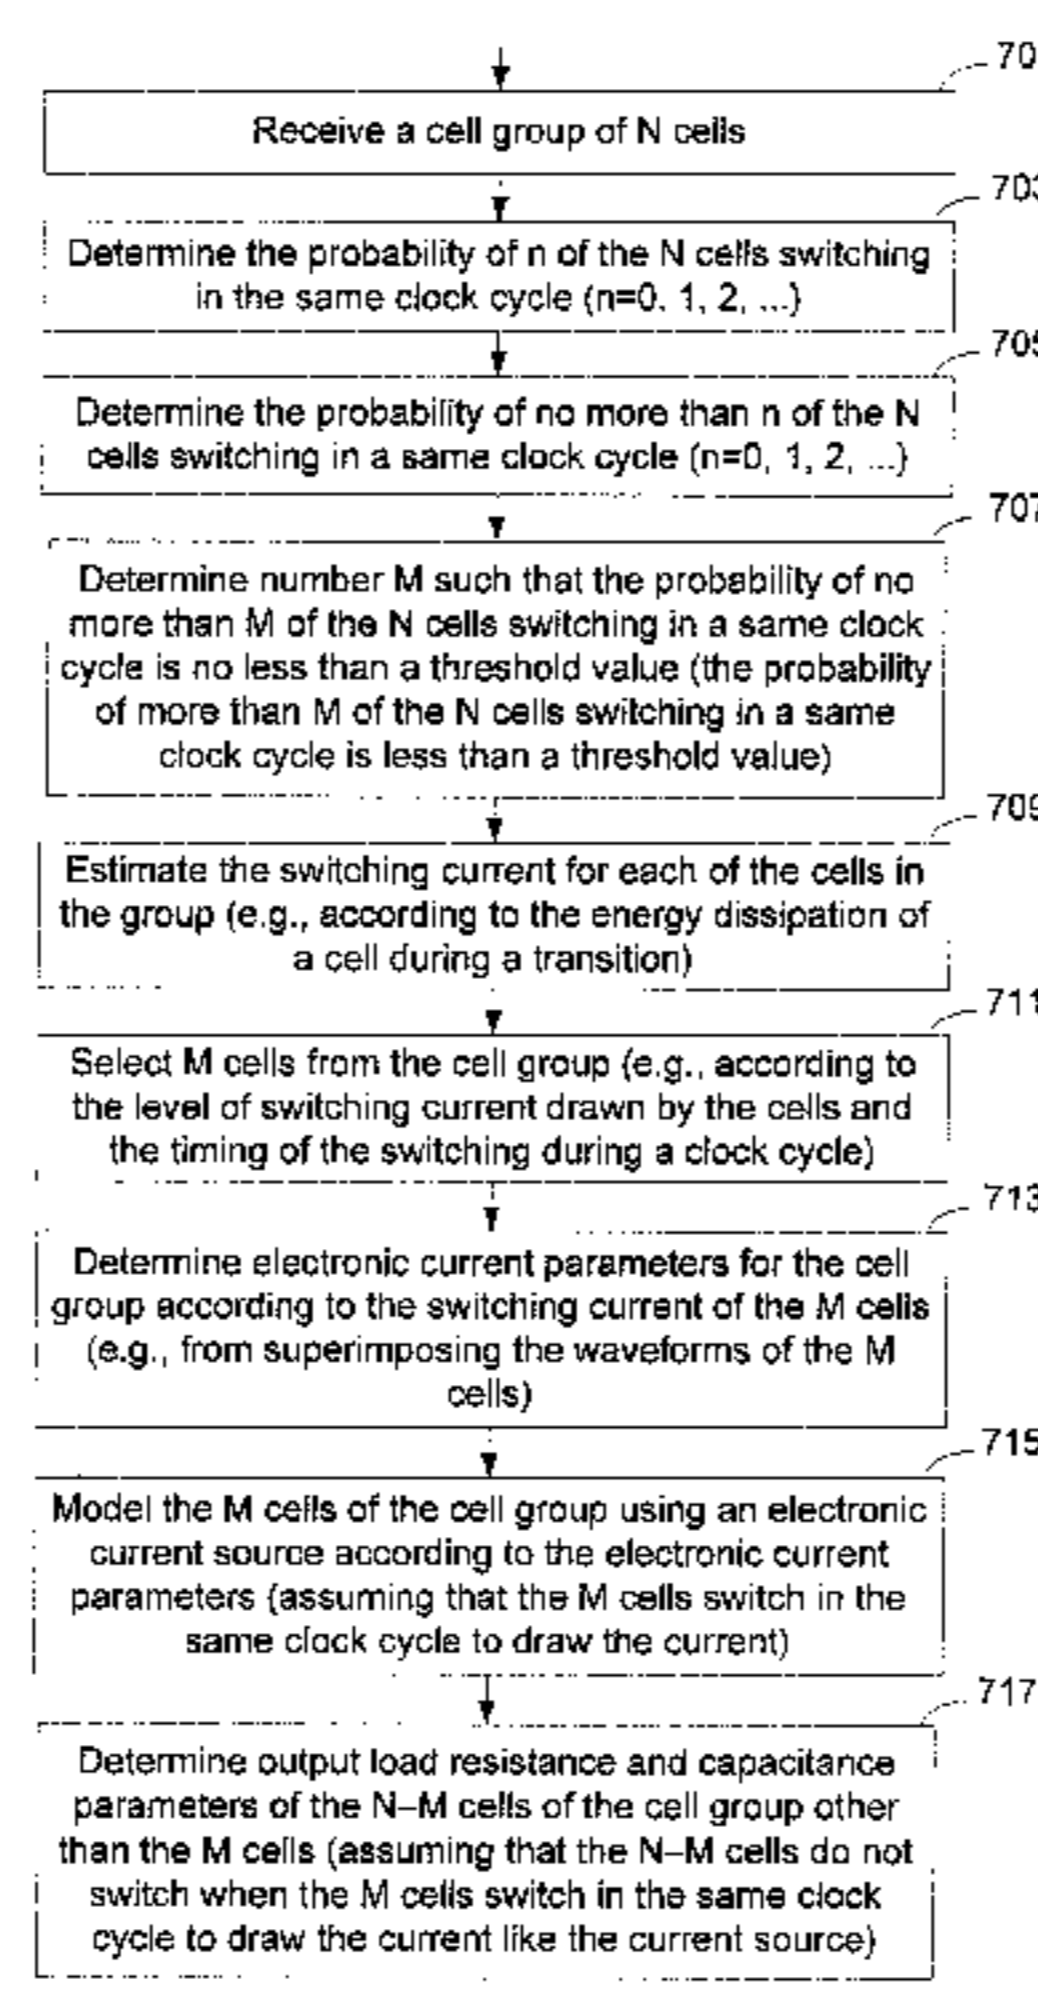 70
Receive a cell group of N cells
703
Determine the probability of n of the N cells switching
in the same clock cycle (n=0, 1, 2, ...)
705
Determine the probability of no more than n of the N
cells switching in a same clock cycle (n=0, 1, 2, ...)
707
Determine number M such that the probability of no
more than M of the N cells switching in a same clock
cycle is no less than a threshold value (the probability
of more than M of the N cells switching in a same
clock cycle is less than a threshold value)
709
Estimate the switching current for each of the cells in
the group (e.g., according to the energy dissipation of
a cell during a transition)
711
Select M cells from the cell group (e.g., according to
the level of switching current drawn by the cells and
the timing of the switching during a clock cycle)
713
Determine electronic current parameters for the cell
group according to the switching current of the M cells
(e.g., from superimposing the waveforms of the M
cells)
715
Model the M cells of the cell group using an electronic
current source according to the electronic current
parameters (assuming that the M cells switch in the
same clock cycle to draw the current)
717
Determine output load resistance and capacitance
parameters of the N–M cells of the cell group other
than the M cells (assuming that the N–M cells do not
switch when the M cells switch in the same clock
cycle to draw the current like the current source)